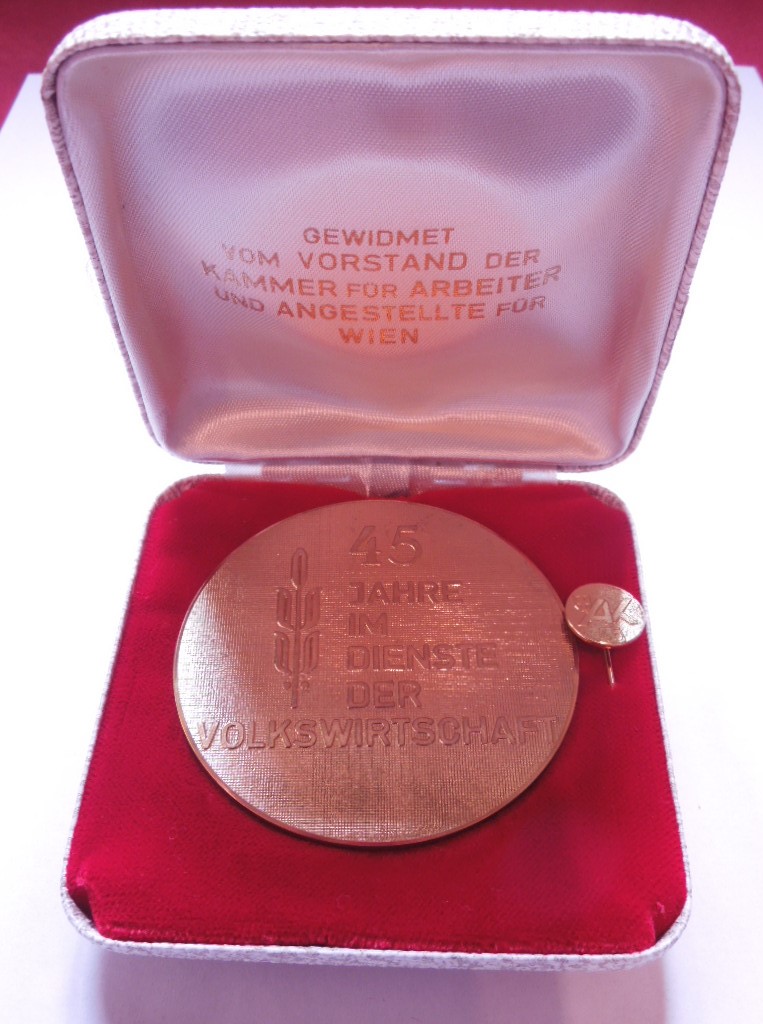 GEWIDMET
VOM VORSTAND DER
KAMMER FÜR ARBEITER
UND ANGESTELLTE FÜR
WIEN
45
JAHRE
IM
DIENSTE
DER
VOLKSWIRTSCHAFT
AK